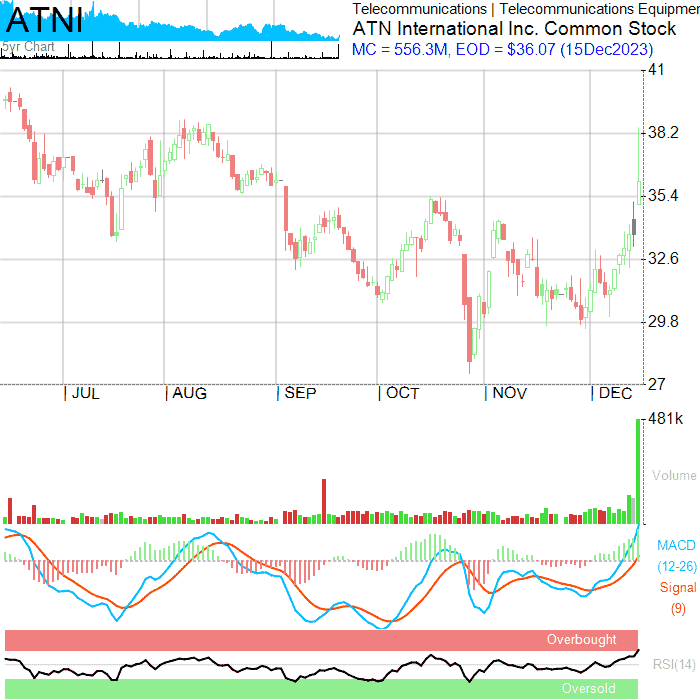 ATNI
5yr Chart
Telecommunications | Telecommunications Equipmen
ATN International Inc. Common Stock
MC = 556.3M, EOD = $36.07 (15Dec2023)
41
38.2
35.4
32.6
29.8
27
JUL AUG SEP OCT NOV DEC
481k
Volume
MACD
(12-26)
Signal
(9)
Overbought
RSI(14)
Oversold